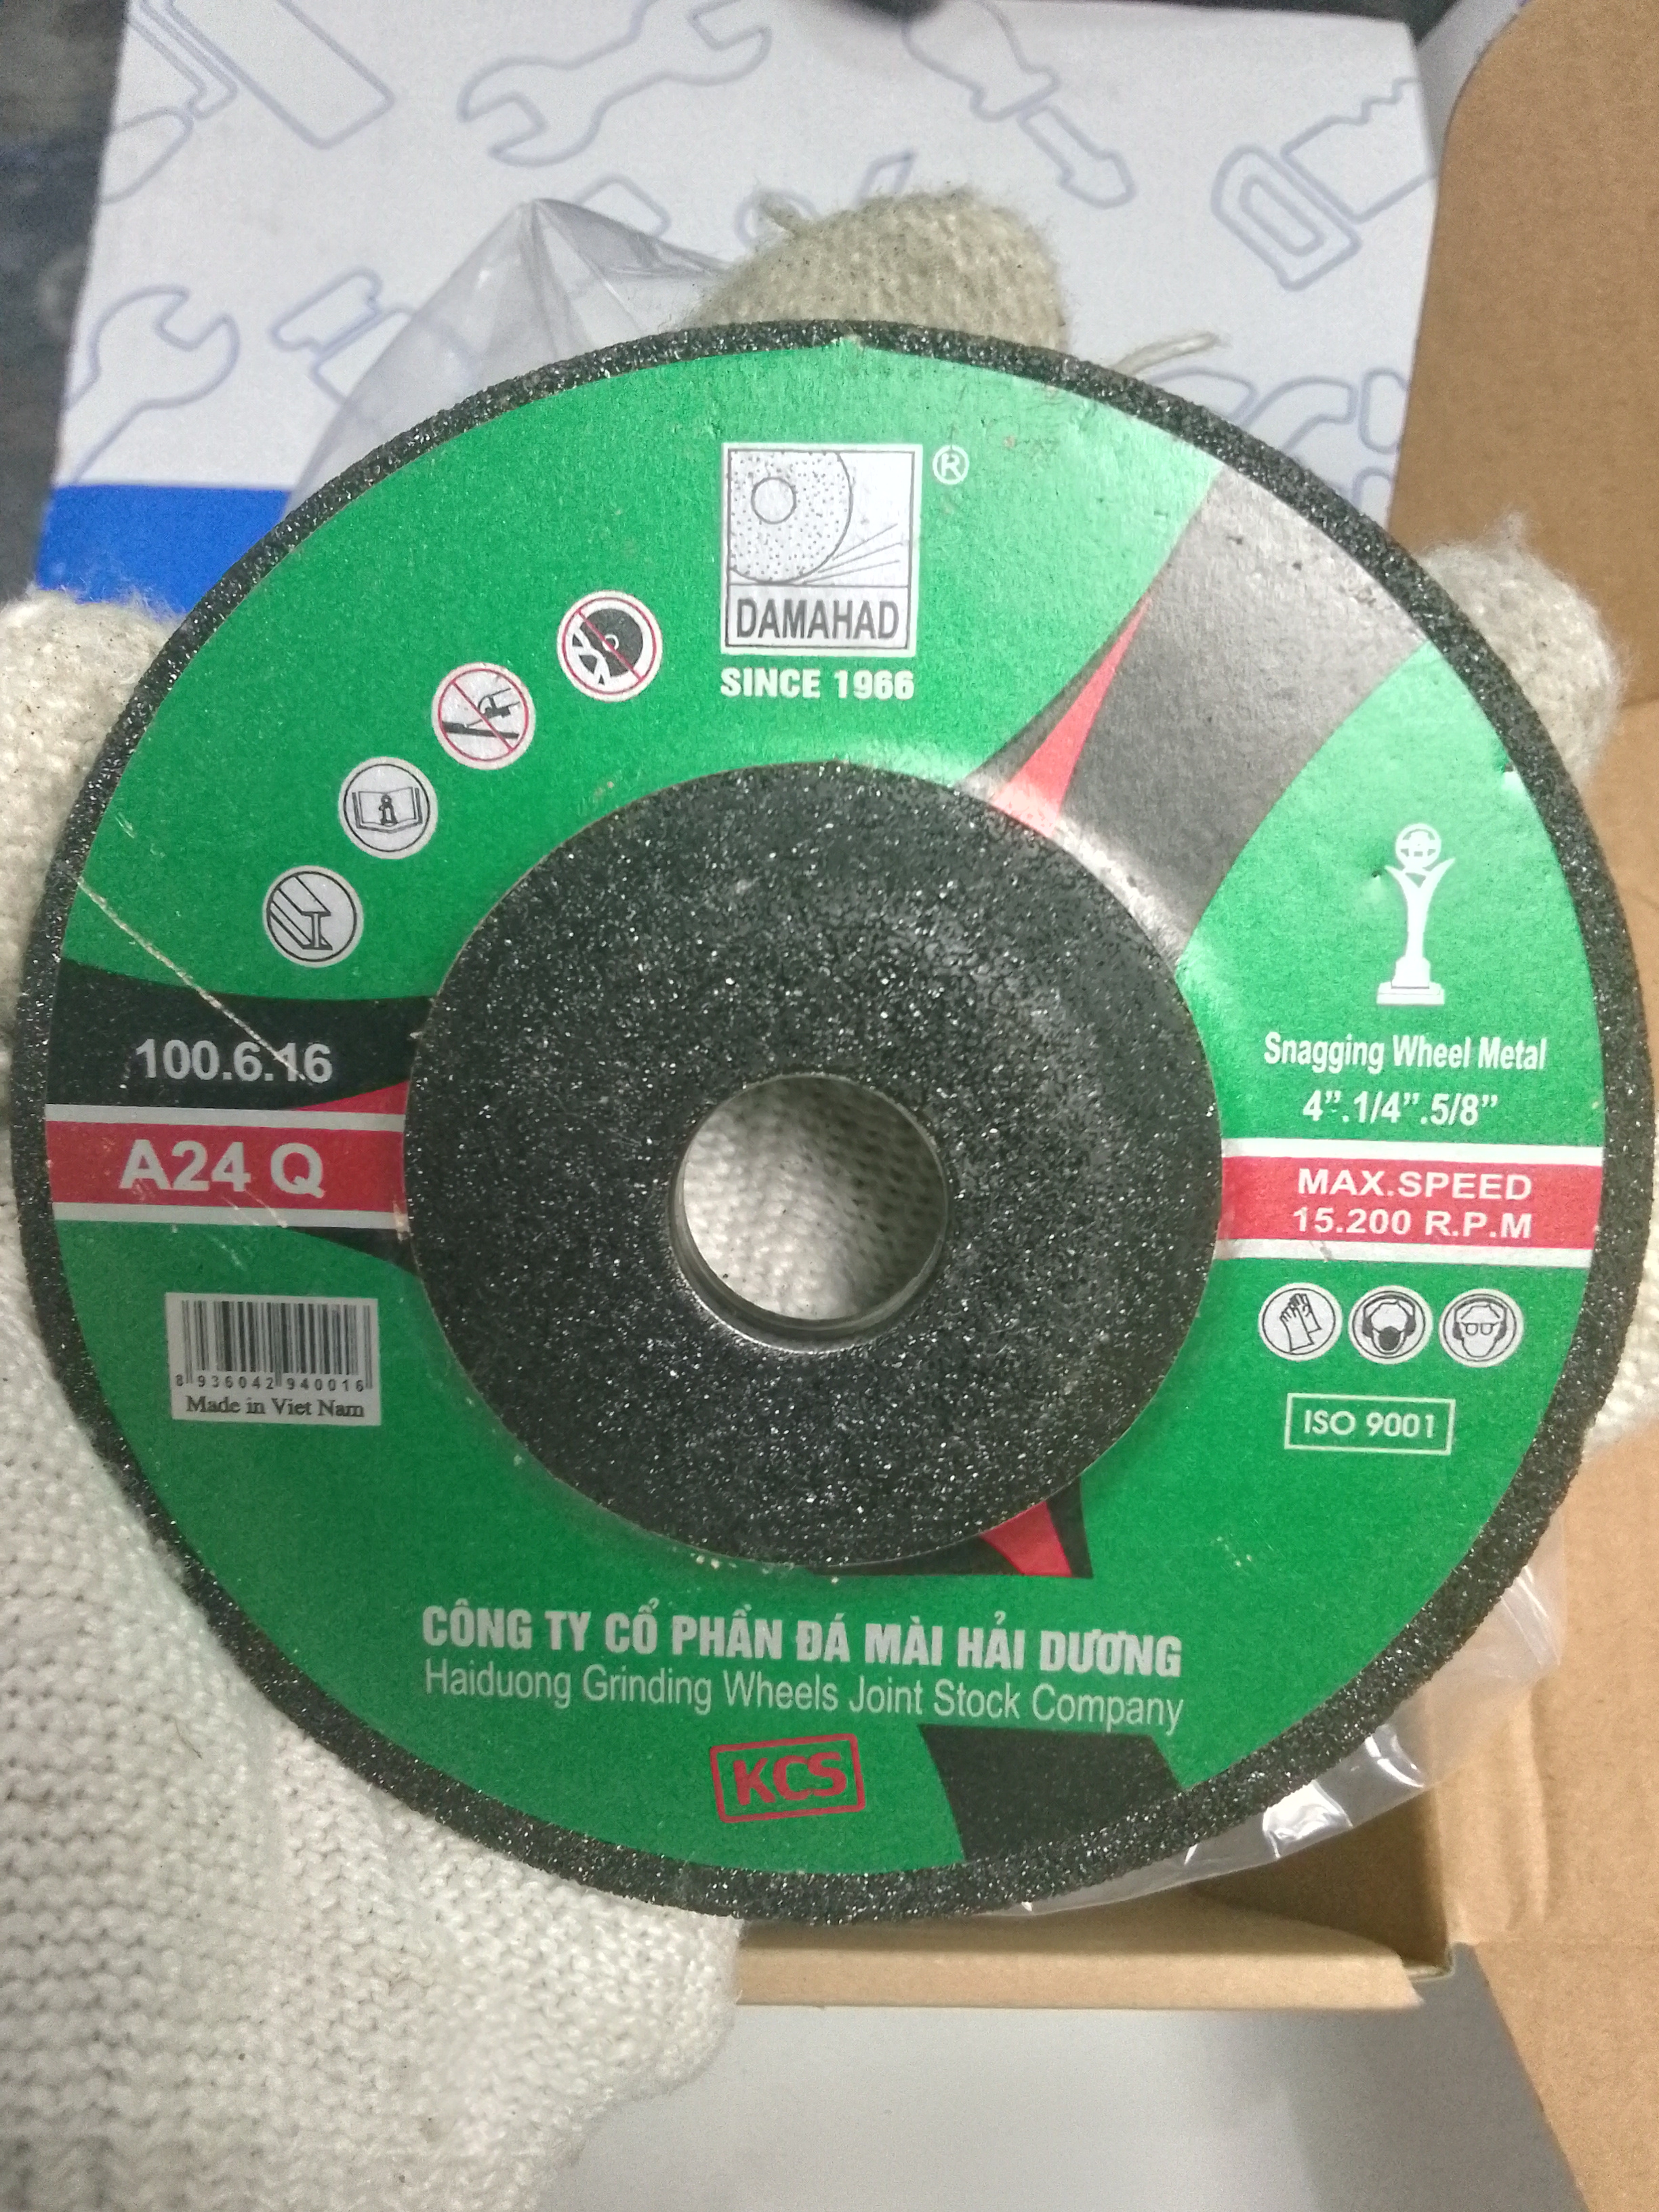 ®
DAMAHAD
SINCE 1966
100.6.16
A24 Q
8 936042 940016
Made in Viet Nam
Snagging Wheel Metal
4”.1/4”.5/8”
MAX.SPEED
15.200 R.P.M
ISO 9001
CÔNG TY CỔ PHẦN ĐÁ MÀI HẢI DƯƠNG
Haiduong Grinding Wheels Joint Stock Company
KCS